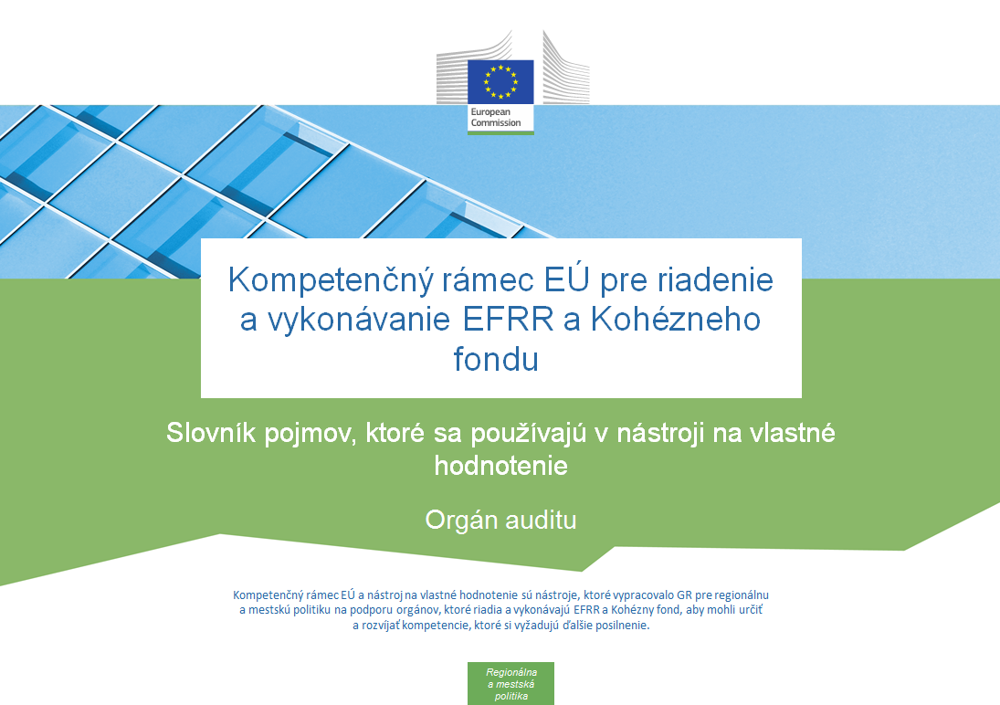 European
Commission
Kompetenčný rámec EÚ pre riadenie
a vykonávanie EFRR a Kohézneho
fondu
Slovník pojmov, ktoré sa používajú v nástroji na vlastné
hodnotenie
Orgán auditu
Kompetenčný rámec EÚ a nástroj na vlastné hodnotenie sú nástroje, ktoré vypracovalo GR pre regionálnu
a mestskú politiku na podporu orgánov, ktoré riadia a vykonávajú EFRR a Kohézny fond, aby mohli určiť
a rozvíjať kompetencie, ktoré si vyžadujú ďalšie posilnenie.
Regionálna
a mestská
politika